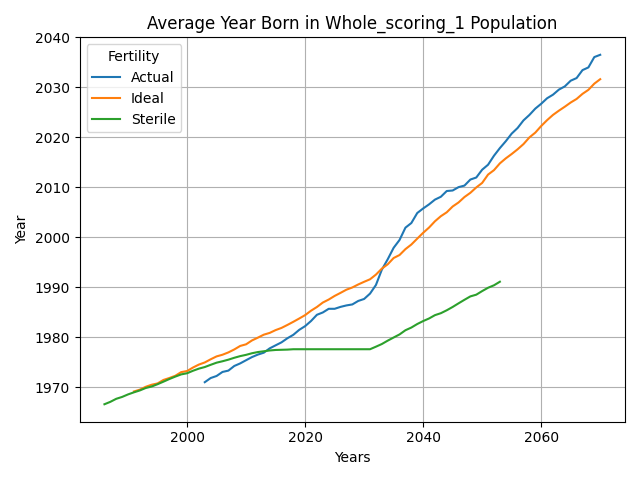 Average Year Born in Whole_scoring_1 Population
2040
2030
2020
2010
2000
1990
1980
1970
Year
Fertility
Actual
Ideal
Sterile
2000
2020
2040
2060
Years